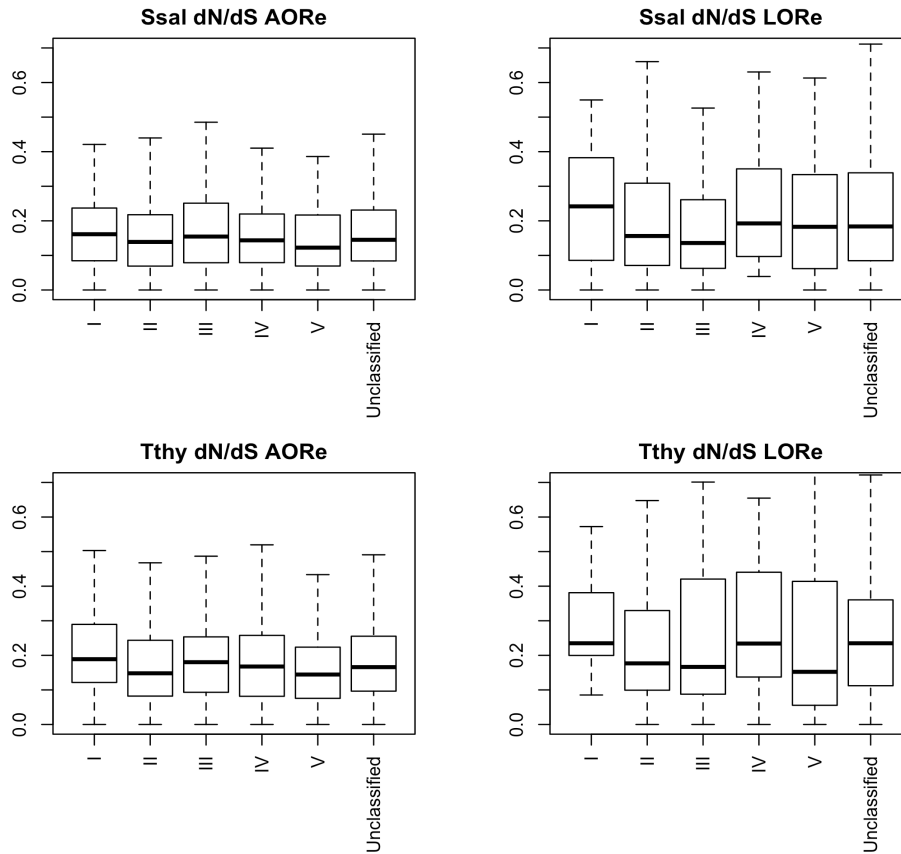 Ssal dN/dS AORe
0.0 0.2 0.4 0.6
I II III IV V Unclassified
Ssal dN/dS LORe
0.0 0.2 0.4 0.6
I II III IV V Unclassified
Tthy dN/dS AORe
0.0 0.2 0.4 0.6
I II III IV V Unclassified
Tthy dN/dS LORe
0.0 0.2 0.4 0.6
I II III IV V Unclassified